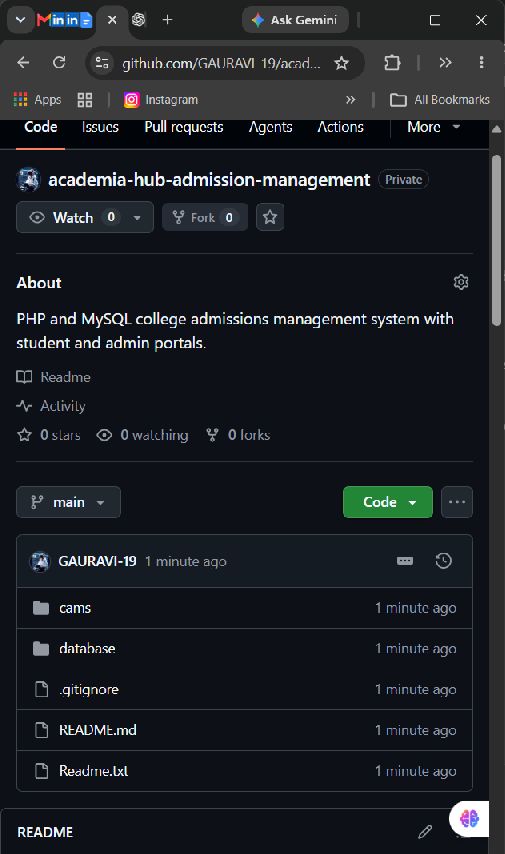 Ask Gemini
github.com/GAURAVI-19/acad...
Apps
Instagram
All Bookmarks
Code Issues Pull requests Agents Actions More
academia-hub-admission-management Private
Watch 0 Fork 0
About
PHP and MySQL college admissions management system with
student and admin portals.
Readme
Activity
0 stars 0 watching 0 forks
main Code
GAURAVI-19 1 minute ago
cams 1 minute ago
database 1 minute ago
.gitignore 1 minute ago
README.md 1 minute ago
Readme.txt 1 minute ago
README